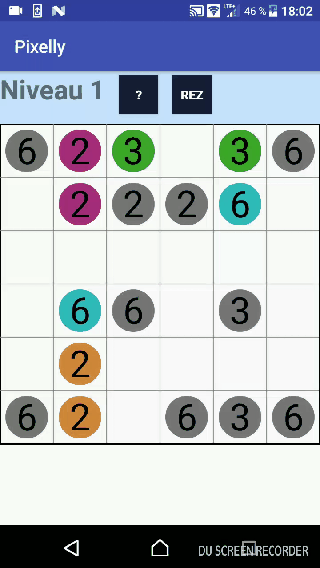 LTE+ 46 % 18:02
Pixelly
Niveau 1 ? REZ
6 2 3 3 6
2 2 2 6
6 6 3
2
6 2 6 3 6
DU SCREEN RECORDER